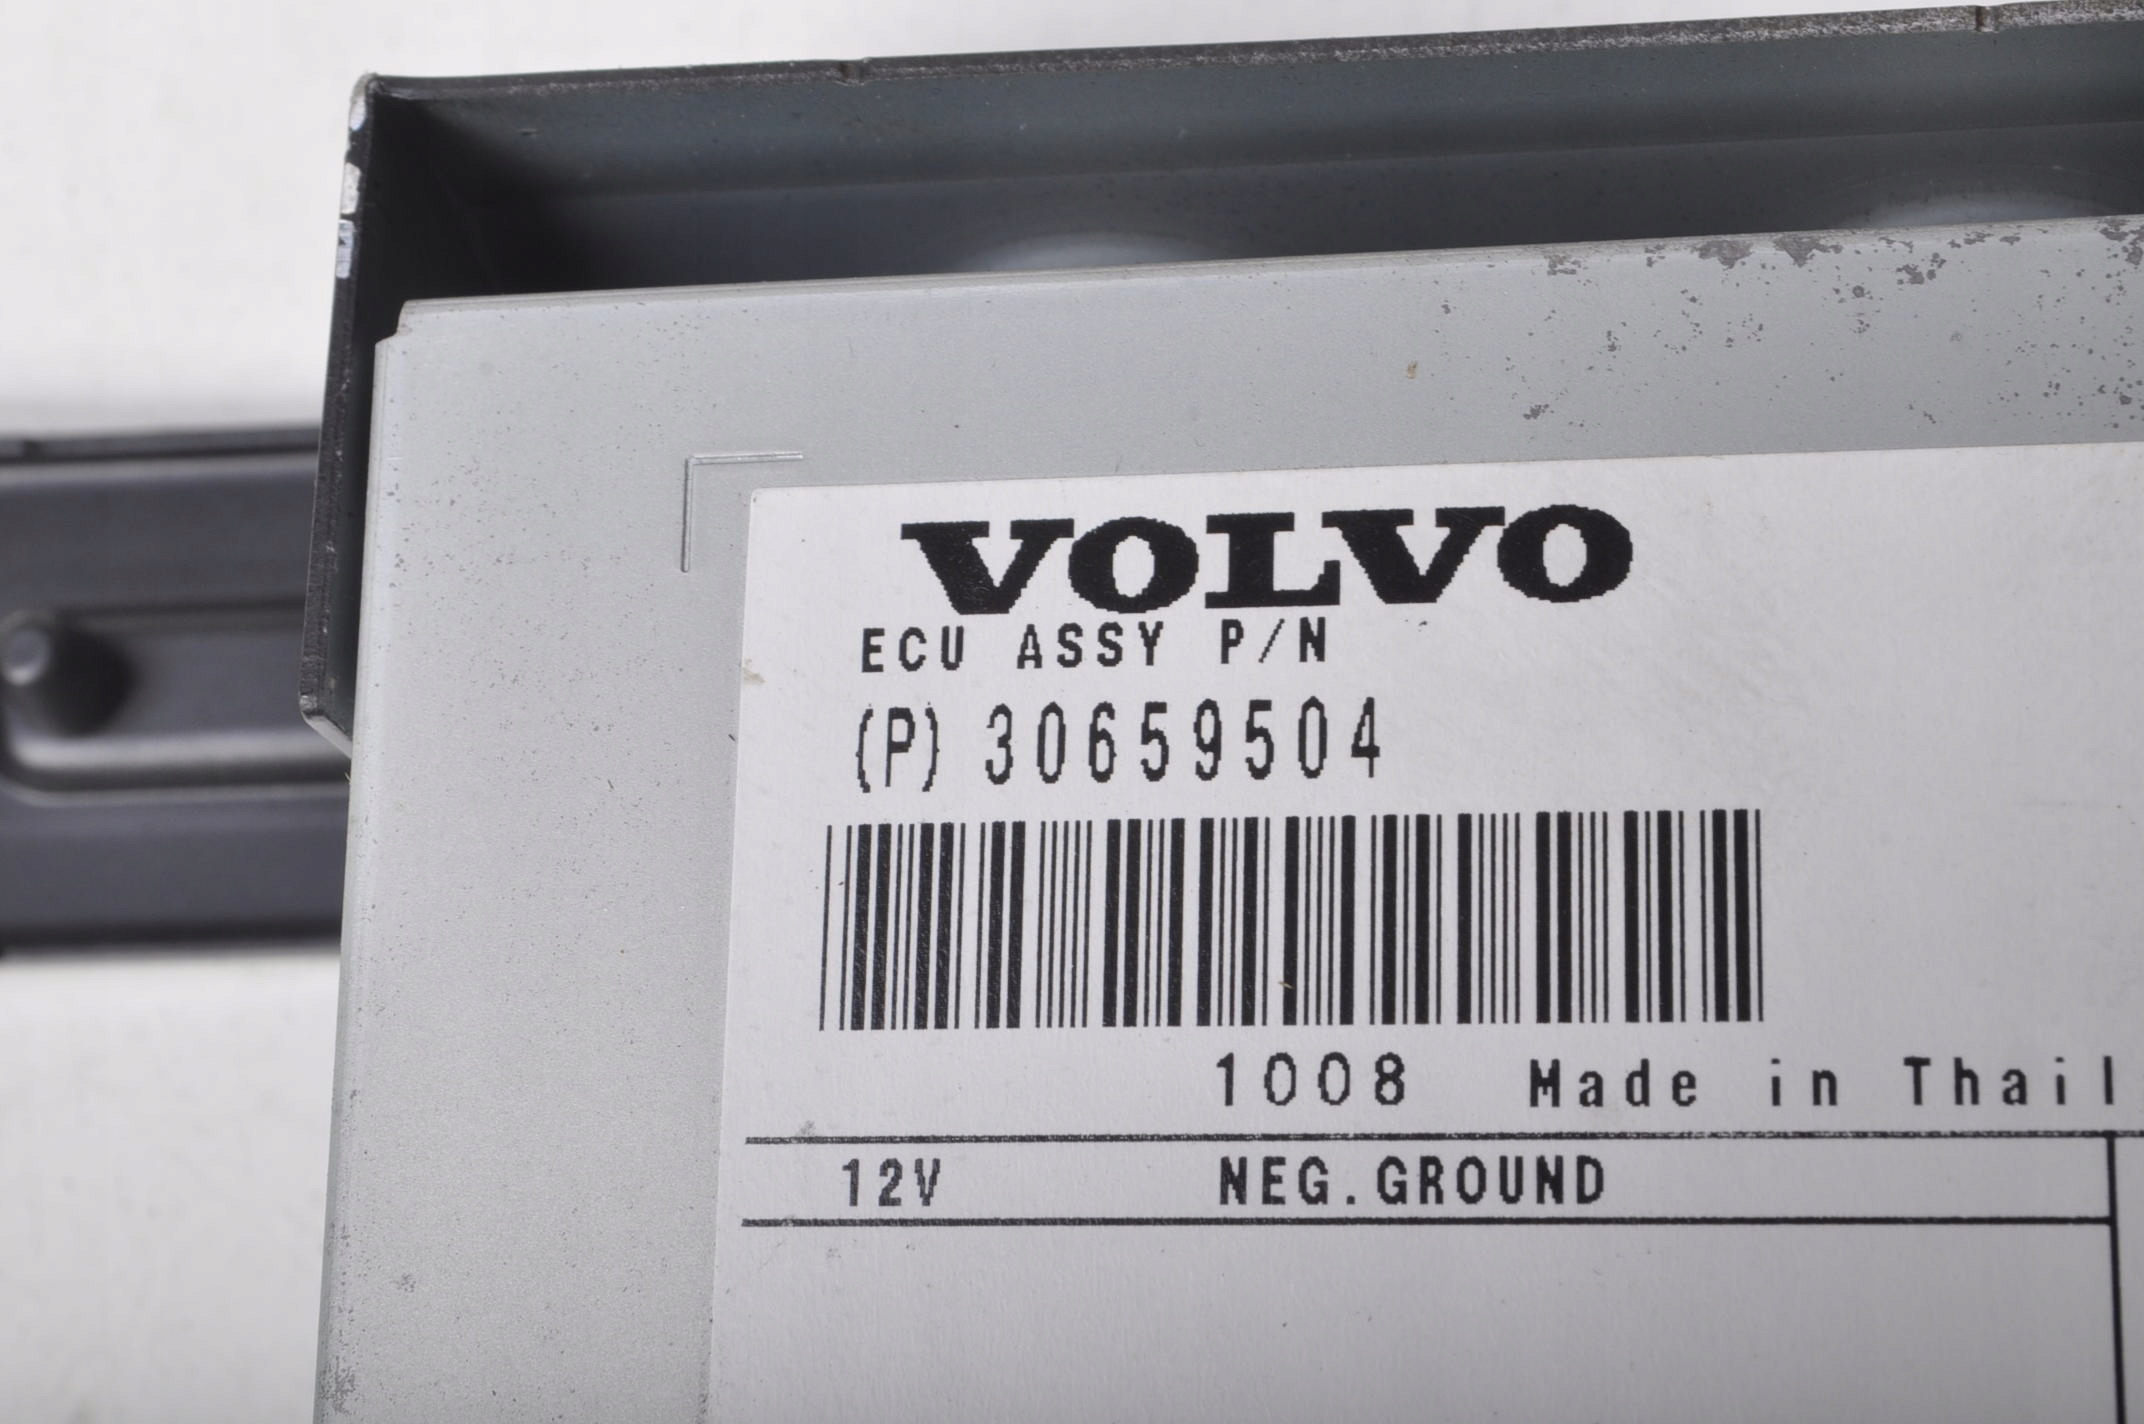 VOLVO
ECU ASSY P/N
(P) 30659504
1008 Made in Thail
12V NEG.GROUND